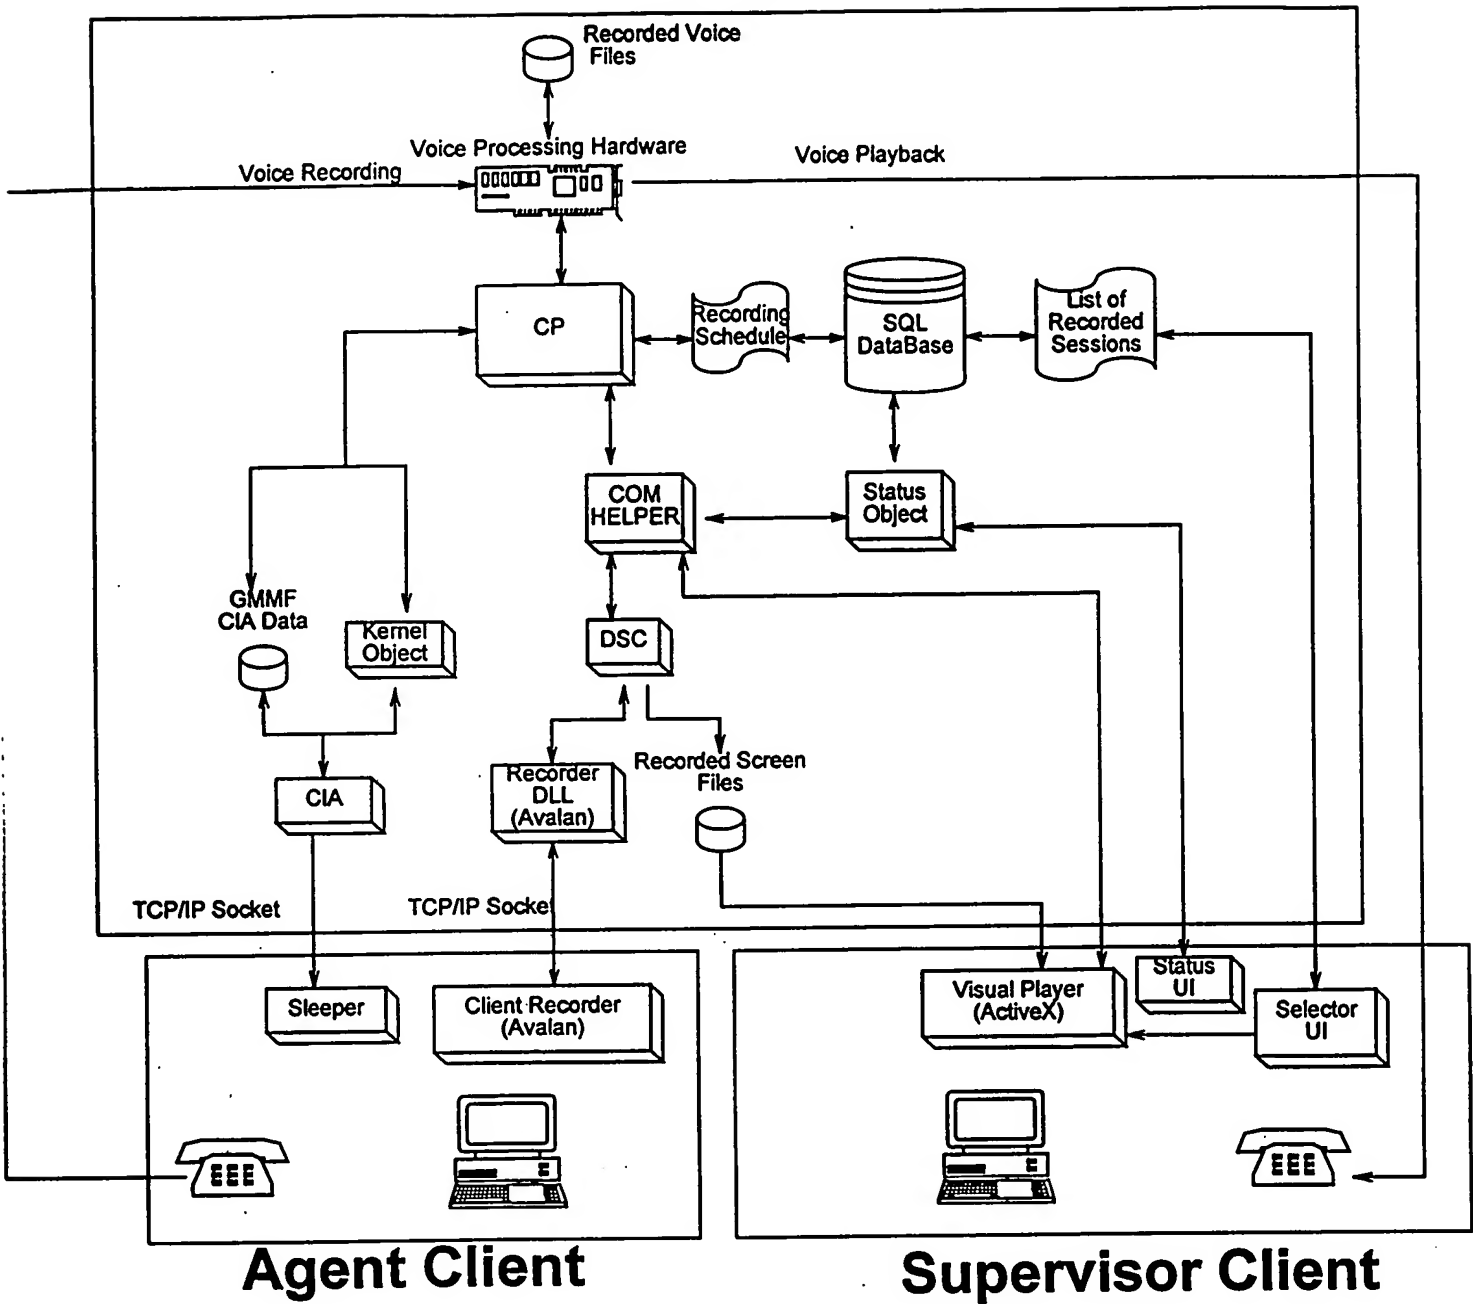 Recorded Voice
Files
Voice Processing Hardware
Voice Playback
Voice Recording
CP
Recording
Schedule
SQL
DataBase
List of
Recorded
Sessions
COM
HELPER
Status
Object
GMMF
CIA Data
Kernel
Object
DSC
Recorder
DLL
(Avalan)
Recorded Screen
Files
CIA
TCP/IP Socket
TCP/IP Socket
Sleeper
Client Recorder
(Avalan)
Visual Player
(ActiveX)
Status
UI
Selector
UI
Agent Client
Supervisor Client